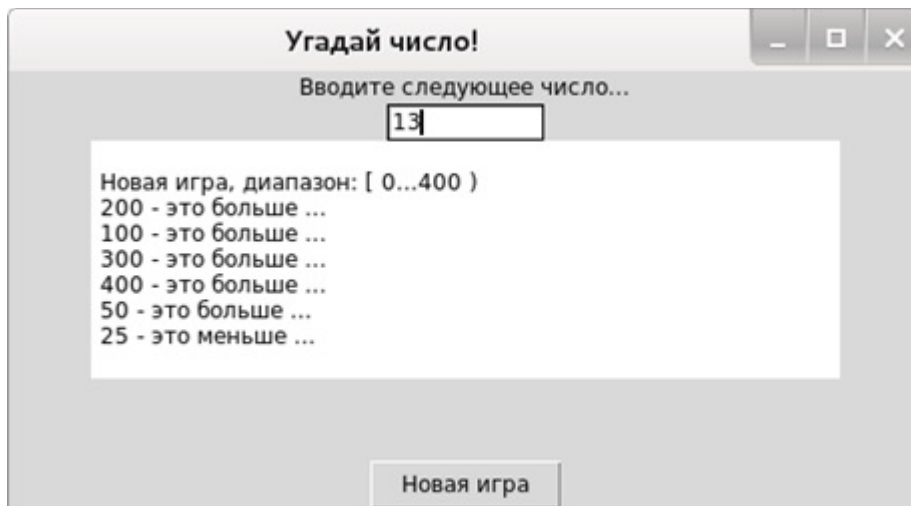 Угадай число!
Вводите следующее число...
13
Новая игра, диапазон: [ 0...400 )
200 - это больше ...
100 - это больше ...
300 - это больше ...
400 - это больше ...
50 - это больше ...
25 - это меньше ...
Новая игра